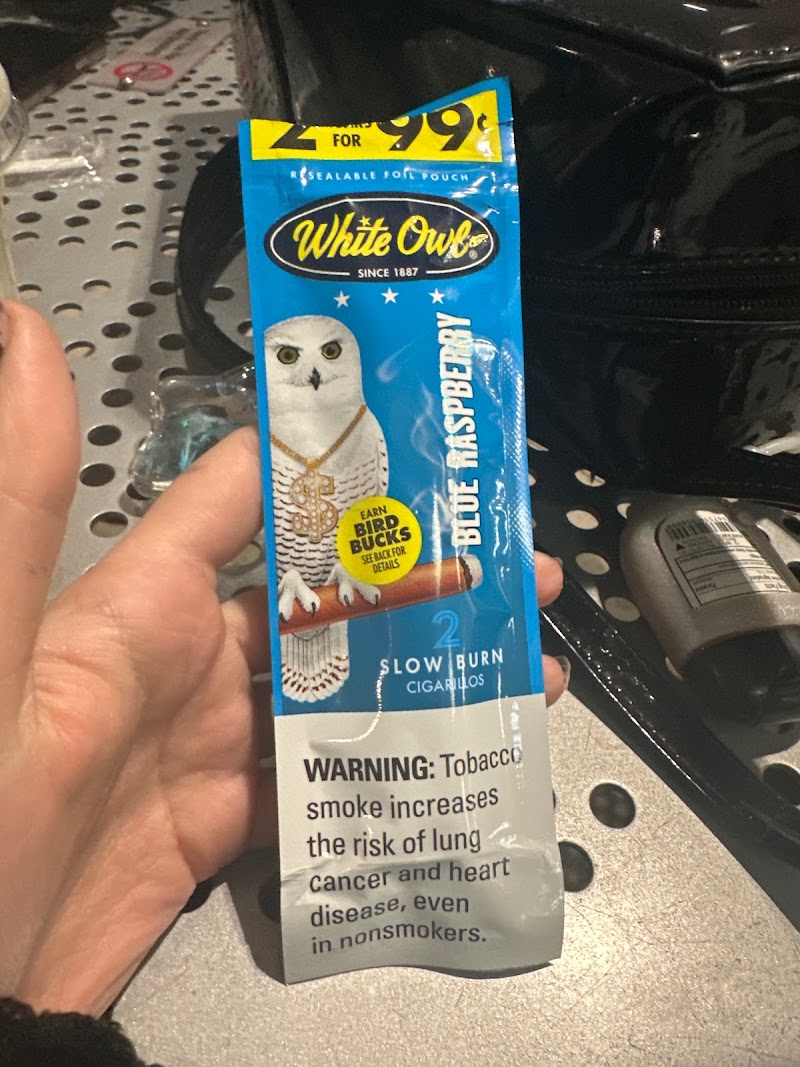 2 FOR 99¢
RESEALABLE FOIL POUCH
White Owl®
SINCE 1887
BLUE RASPBERRY
EARN
BIRD
BUCKS
SEE BACK FOR
DETAILS
2
SLOW BURN
CIGARILLOS
WARNING: Tobacco
smoke increases
the risk of lung
cancer and heart
disease, even
in nonsmokers.